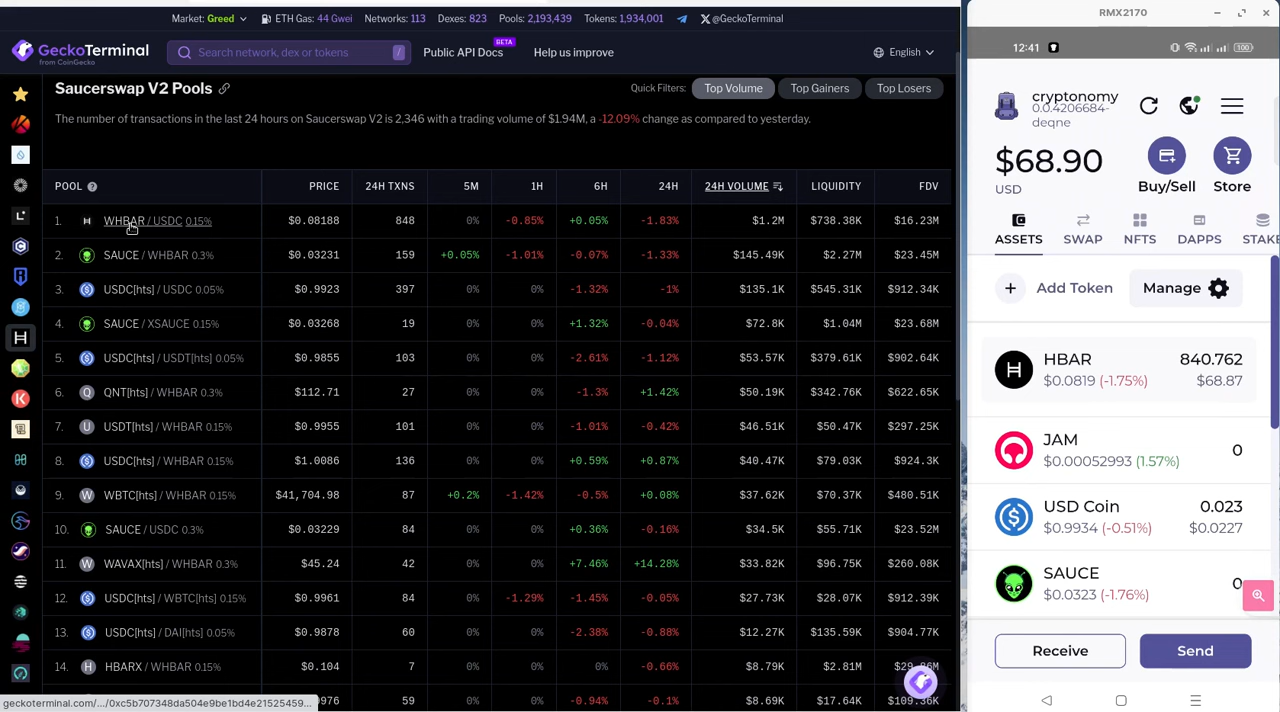 Market: Greed ETH Gas: 44 Gwei Networks: 113 Dexes: 823 Pools: 2,193,439 Tokens: 1,934,001 @GeckoTerminal
GeckoTerminal
from CoinGecko
Search network, dex or tokens /
Public API Docs
BETA
Help us improve
English
Saucerswap V2 Pools
Quick Filters: Top Volume Top Gainers Top Losers
The number of transactions in the last 24 hours on Saucerswap V2 is 2,346 with a trading volume of $1.94M, a -12.09% change as compared to yesterday.
POOL ? PRICE 24H TXNS 5M 1H 6H 24H 24H VOLUME LIQUIDITY FDV
1. WHBAR / USDC 0.15% $0.08188 848 0% -0.85% +0.05% -1.83% $1.2M $738.38K $16.23M
2. SAUCE / WHBAR 0.3% $0.03231 159 +0.05% -1.01% -0.07% -1.33% $145.49K $2.27M $23.45M
3. USDC[hts] / USDC 0.05% $0.9923 397 0% 0% -1.32% -1% $135.1K $545.31K $912.34K
4. SAUCE / XSAUCE 0.15% $0.03268 19 0% 0% +1.32% -0.04% $72.8K $1.04M $23.68M
5. USDC[hts] / USDT[hts] 0.05% $0.9855 103 0% 0% -2.61% -1.12% $53.57K $379.61K $902.64K
6. QNT[hts] / WHBAR 0.3% $112.71 27 0% 0% -1.3% +1.42% $50.19K $342.76K $622.65K
7. USDT[hts] / WHBAR 0.15% $0.9955 101 0% 0% -1.01% -0.42% $46.51K $50.47K $297.25K
8. USDC[hts] / WHBAR 0.15% $1.0086 136 0% 0% +0.59% +0.87% $40.47K $79.03K $924.3K
9. WBTC[hts] / WHBAR 0.15% $41,704.98 87 +0.2% -1.42% -0.5% +0.08% $37.62K $70.37K $480.51K
10. SAUCE / USDC 0.3% $0.03229 84 0% 0% +0.36% -0.16% $34.5K $55.71K $23.52M
11. WAVAX[hts] / WHBAR 0.3% $45.24 42 0% 0% +7.46% +14.28% $33.82K $96.75K $260.08K
12. USDC[hts] / WBTC[hts] 0.15% $0.9961 84 0% -1.29% -1.45% -0.05% $27.73K $28.07K $912.39K
13. USDC[hts] / DAI[hts] 0.05% $0.9878 60 0% 0% -2.38% -0.88% $12.27K $135.59K $904.77K
14. HBARX / WHBAR 0.15% $0.104 7 0% 0% 0% -0.66% $8.79K $2.81M
59 0% 0% -0.94% -0.1% $8.69K $17.64K
RMX2170
12:41 100
cryptonomy
0.0.4206684-
deqne
$68.90
USD
Buy/Sell
Store
ASSETS SWAP NFTS DAPPS STAKE
Add Token
Manage
HBAR 840.762
$0.0819 (-1.75%) $68.87
JAM 0
$0.00052993 (1.57%)
USD Coin 0.023
$0.9934 (-0.51%) $0.0227
SAUCE 0
$0.0323 (-1.76%)
Receive
Send